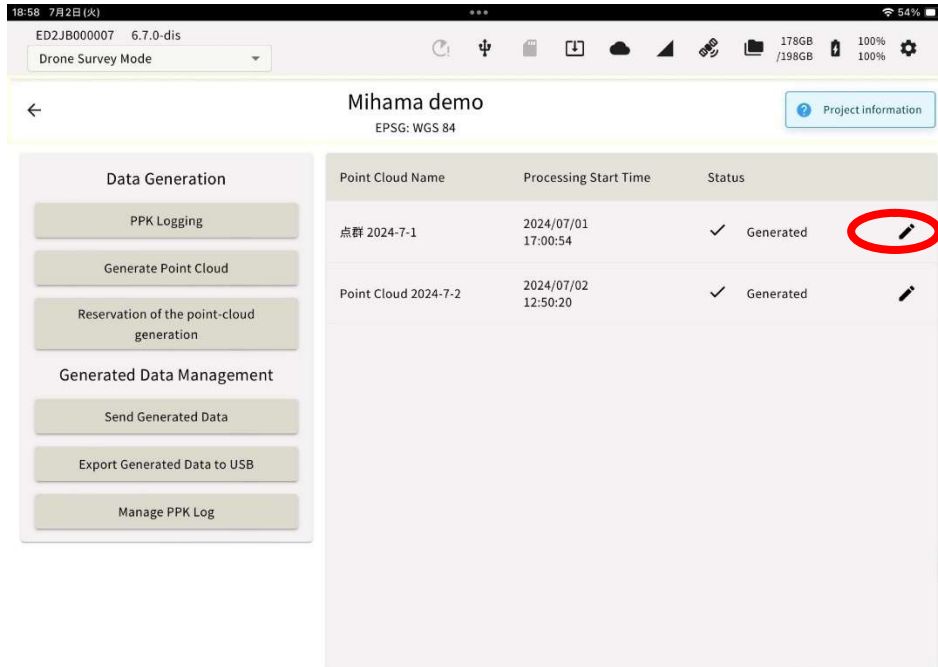 18:58 7月2日(火)
54%
ED2JB000007 6.7.0-dis
Drone Survey Mode
178GB
/198GB
100%
100%
Mihama demo
EPSG: WGS 84
Project information
Data Generation
PPK Logging
Generate Point Cloud
Reservation of the point-cloud
generation
Generated Data Management
Send Generated Data
Export Generated Data to USB
Manage PPK Log
Point Cloud Name Processing Start Time Status
点群 2024-7-1
2024/07/01
17:00:54
Generated
Point Cloud 2024-7-2
2024/07/02
12:50:20
Generated